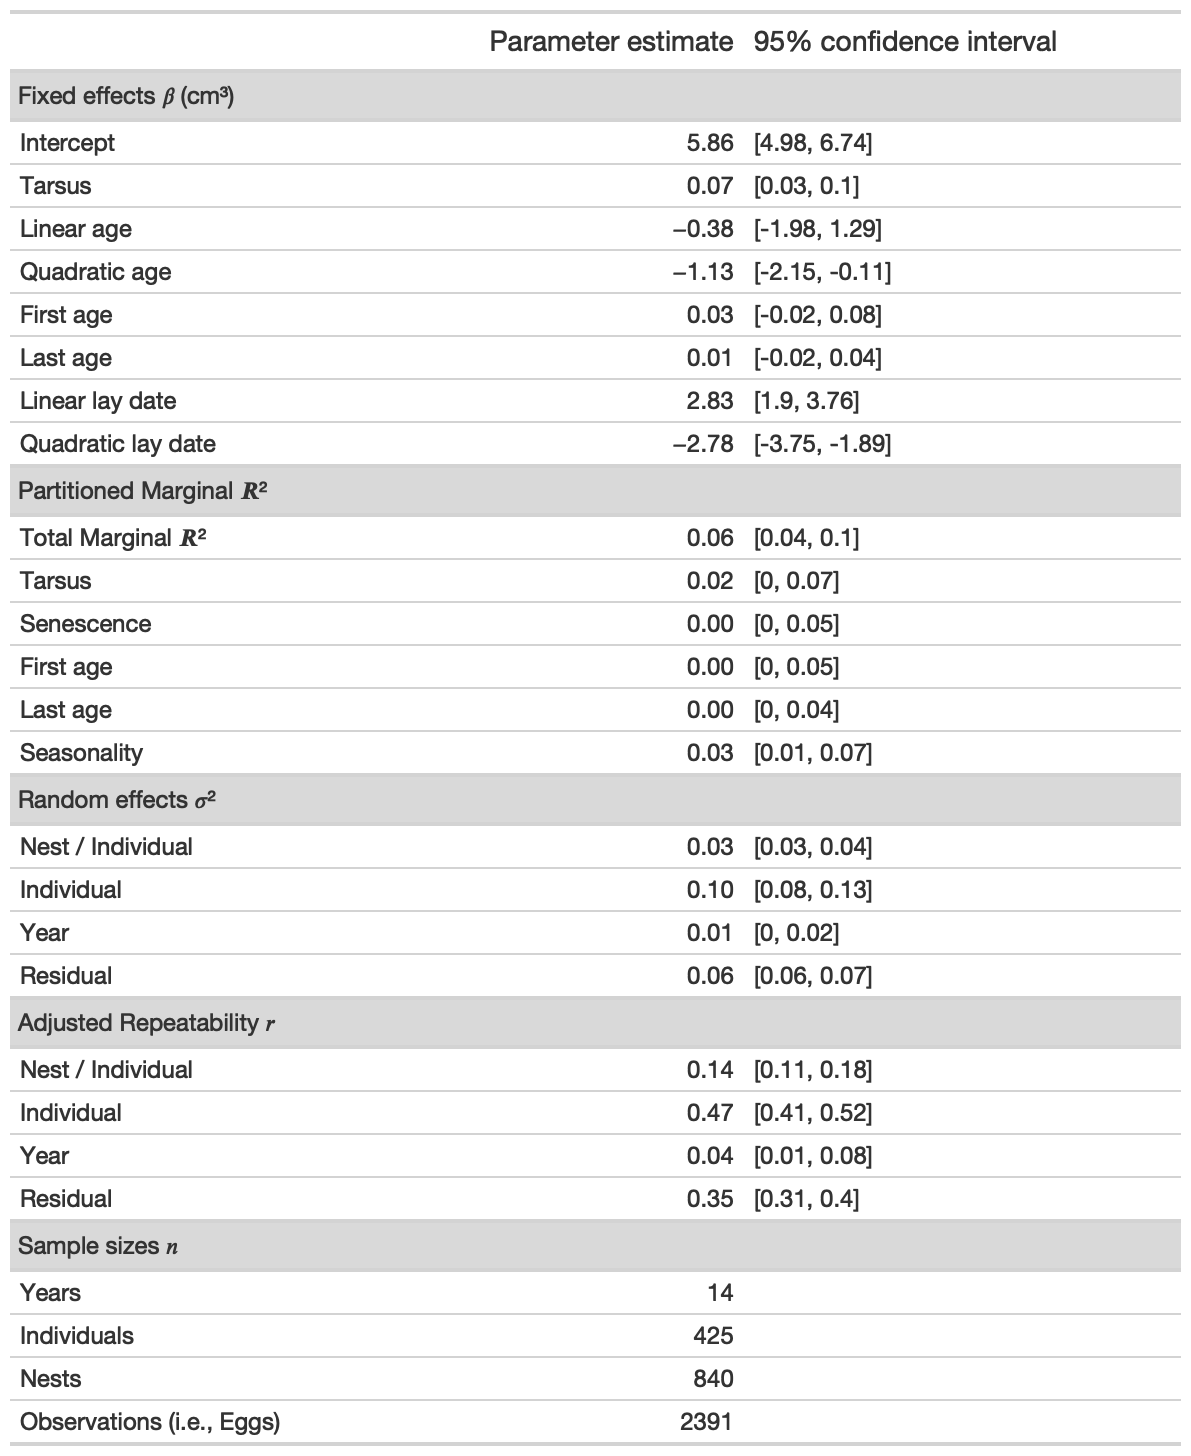 Parameter estimate 95% confidence interval
Fixed effects β (cm³)
Intercept 5.86 [4.98, 6.74]
Tarsus 0.07 [0.03, 0.1]
Linear age −0.38 [-1.98, 1.29]
Quadratic age −1.13 [-2.15, -0.11]
First age 0.03 [-0.02, 0.08]
Last age 0.01 [-0.02, 0.04]
Linear lay date 2.83 [1.9, 3.76]
Quadratic lay date −2.78 [-3.75, -1.89]
Partitioned Marginal R²
Total Marginal R² 0.06 [0.04, 0.1]
Tarsus 0.02 [0, 0.07]
Senescence 0.00 [0, 0.05]
First age 0.00 [0, 0.05]
Last age 0.00 [0, 0.04]
Seasonality 0.03 [0.01, 0.07]
Random effects σ²
Nest / Individual 0.03 [0.03, 0.04]
Individual 0.10 [0.08, 0.13]
Year 0.01 [0, 0.02]
Residual 0.06 [0.06, 0.07]
Adjusted Repeatability r
Nest / Individual 0.14 [0.11, 0.18]
Individual 0.47 [0.41, 0.52]
Year 0.04 [0.01, 0.08]
Residual 0.35 [0.31, 0.4]
Sample sizes n
Years 14
Individuals 425
Nests 840
Observations (i.e., Eggs) 2391